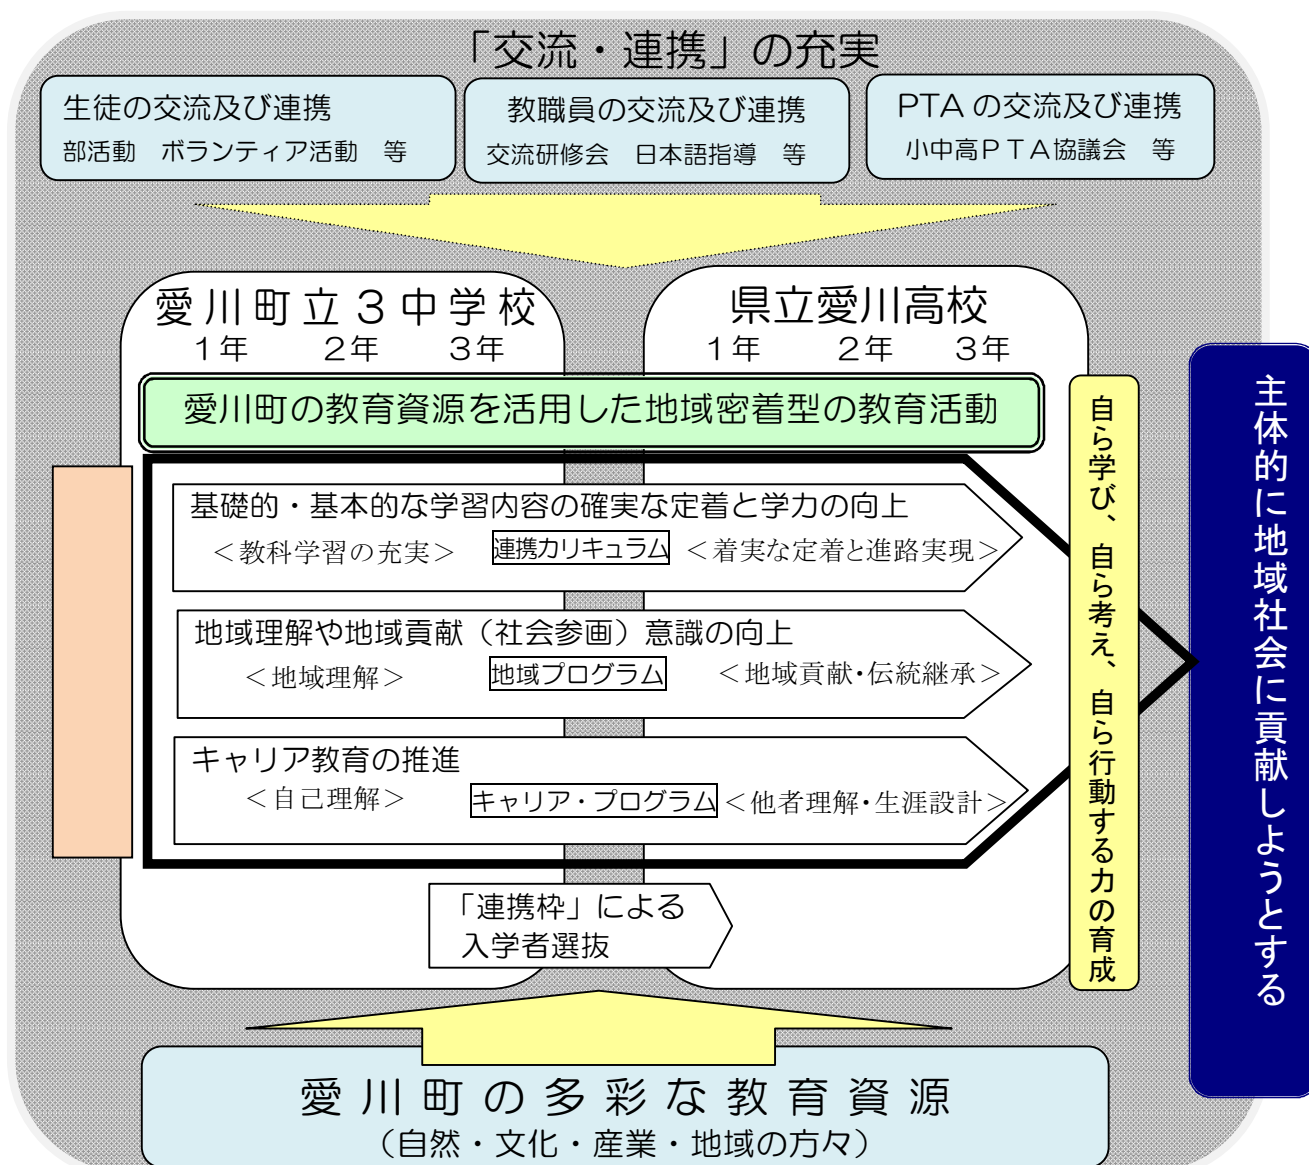 「交流・連携」の充実
生徒の交流及び連携
部活動　ボランティア活動　等
教職員の交流及び連携
交流研修会　日本語指導　等
PTA の交流及び連携
小中高ＰＴＡ協議会　等
愛川町立３中学校
１年　２年　３年
県立愛川高校
１年　２年　３年
愛川町の教育資源を活用した地域密着型の教育活動
基礎的・基本的な学習内容の確実な定着と学力の向上
＜教科学習の充実＞　連携カリキュラム　＜着実な定着と進路実現＞
地域理解や地域貢献（社会参画）意識の向上
＜地域理解＞　地域プログラム　＜地域貢献・伝統継承＞
キャリア教育の推進
＜自己理解＞　キャリア・プログラム　＜他者理解・生涯設計＞
「連携枠」による
入学者選抜
自ら学び、自ら考え、自ら行動する力の育成
主体的に地域社会に貢献しようとする
愛川町の多彩な教育資源
（自然・文化・産業・地域の方々）